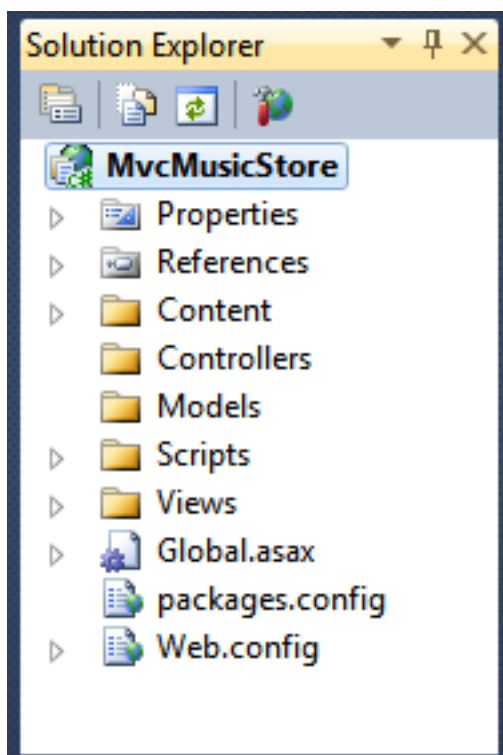 Solution Explorer
MvcMusicStore
Properties
References
Content
Controllers
Models
Scripts
Views
Global.asax
packages.config
Web.config